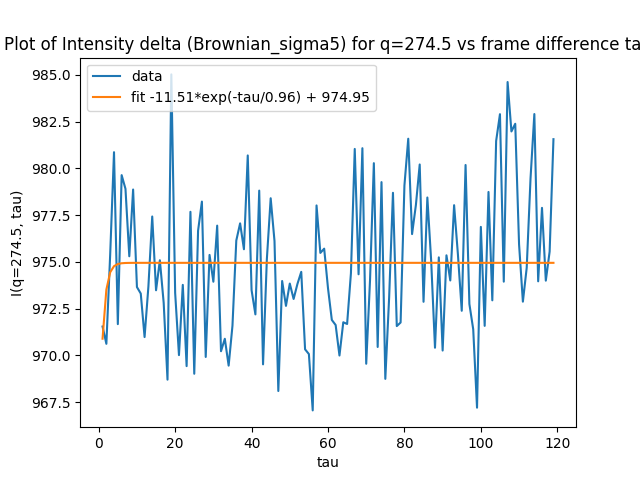 Plot of Intensity delta (Brownian_sigma5) for q=274.5 vs frame difference ta
data
fit -11.51*exp(-tau/0.96) + 974.95
985.0
982.5
980.0
977.5
975.0
972.5
970.0
967.5
I(q=274.5, tau)
0 20 40 60 80 100 120
tau